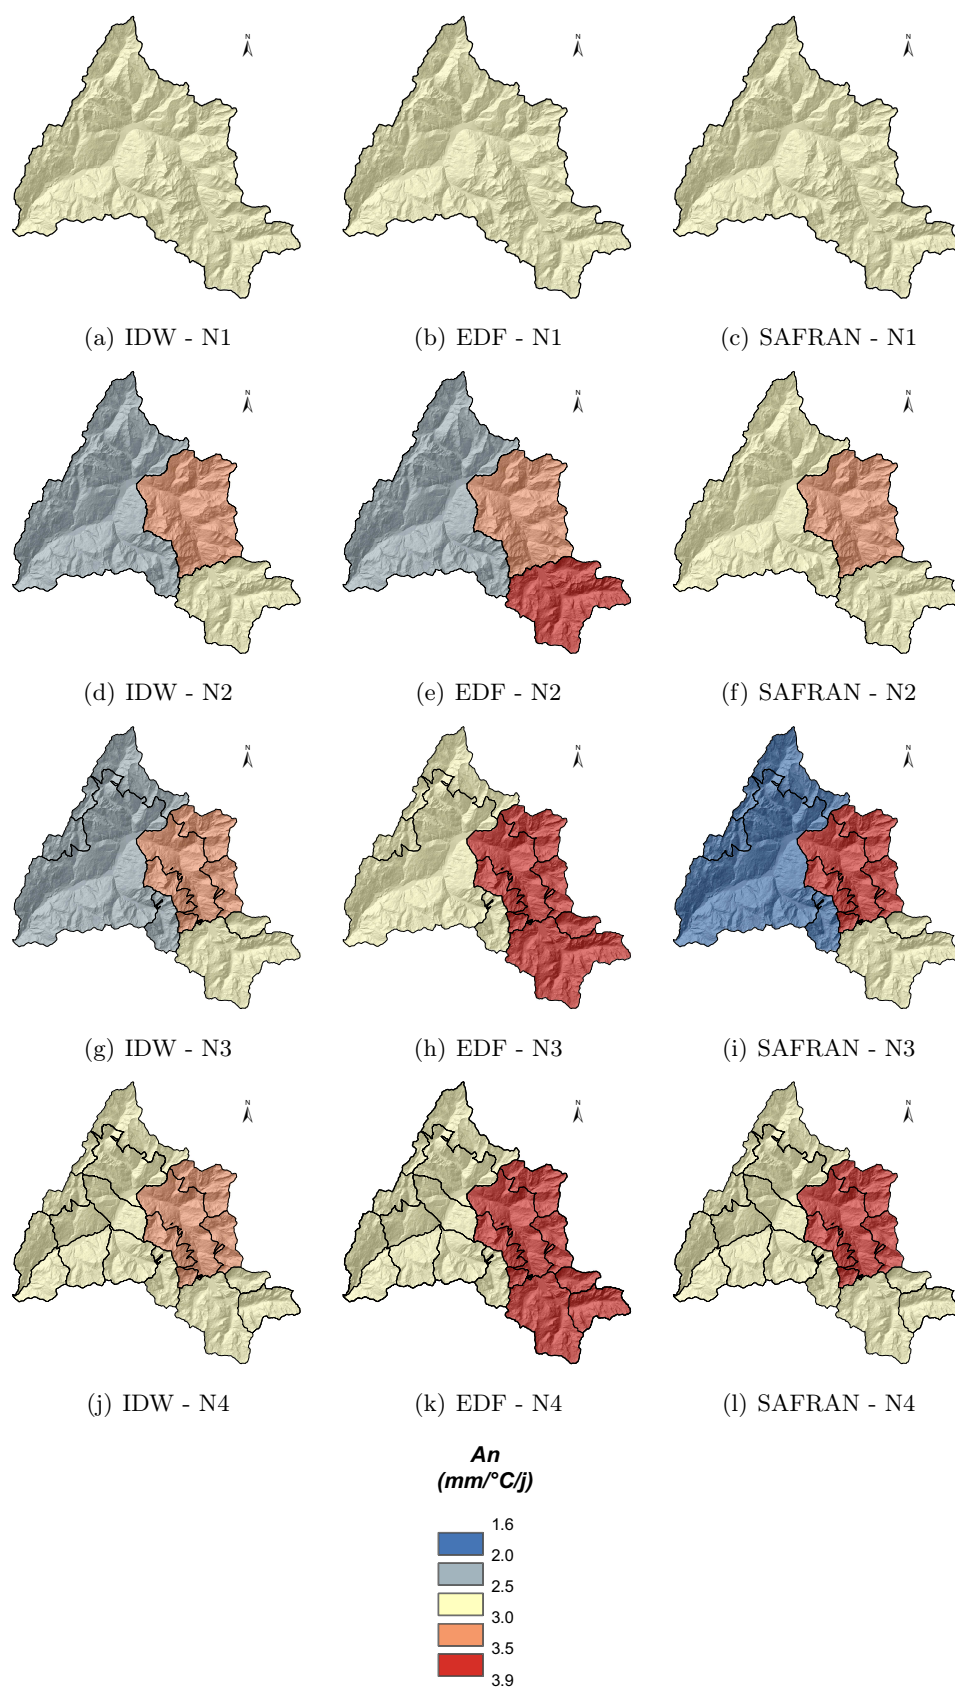 N N N
(a) IDW - N1 (b) EDF - N1 (c) SAFRAN - N1
N N N
(d) IDW - N2 (e) EDF - N2 (f) SAFRAN - N2
N N N
(g) IDW - N3 (h) EDF - N3 (i) SAFRAN - N3
N N N
(j) IDW - N4 (k) EDF - N4 (l) SAFRAN - N4
An
(mm/°C/j)
1.6
2.0
2.5
3.0
3.5
3.9